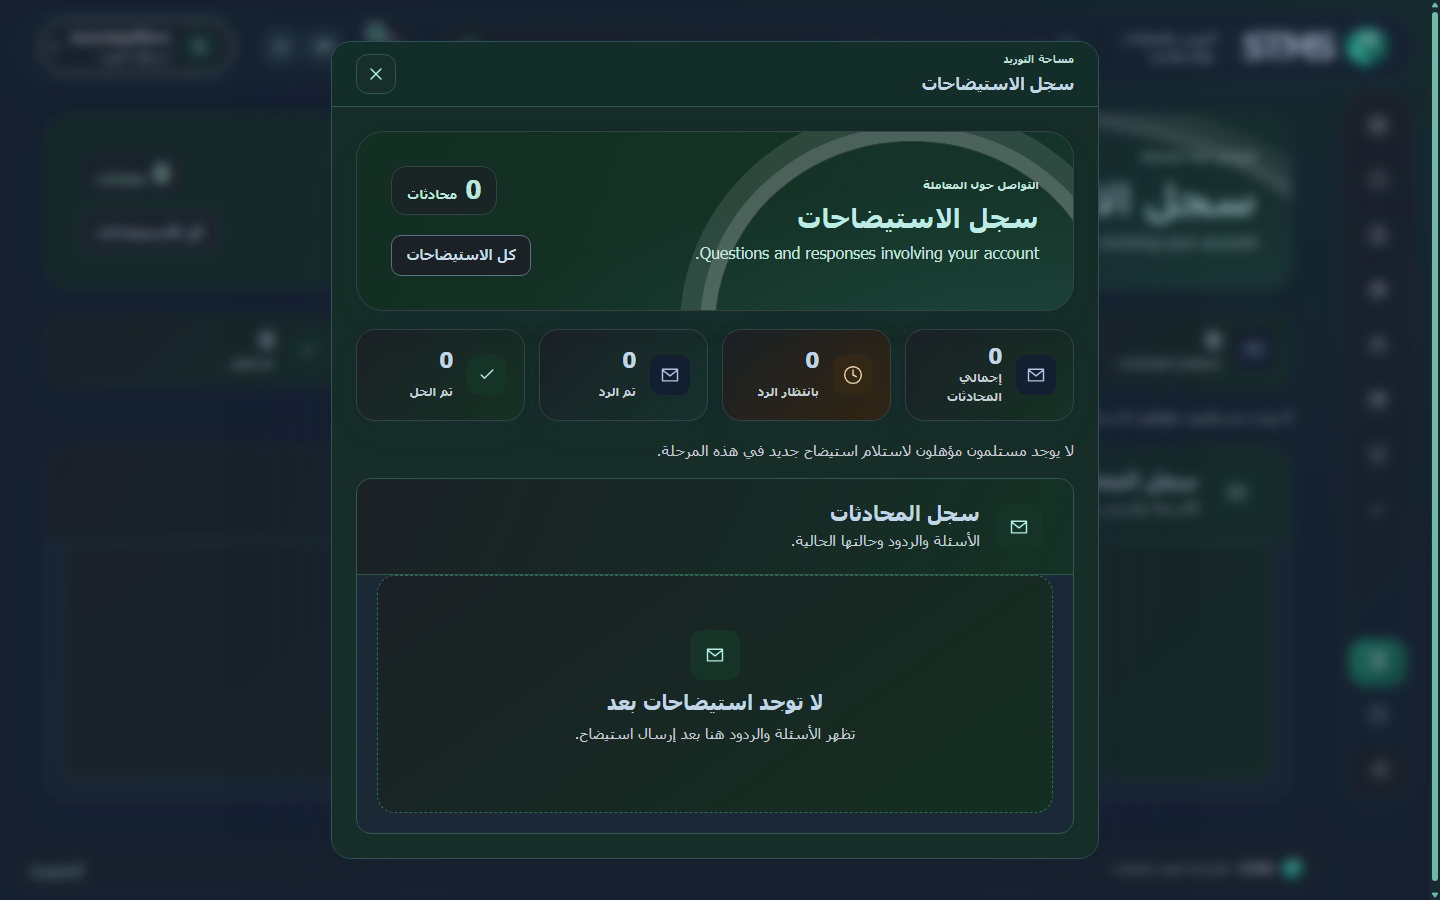 مساحة التوريد
سجل الاستيضاحات
التواصل حول المعاملة
سجل الاستيضاحات
Questions and responses involving your account.
0 محادثات
كل الاستيضاحات
0
إجمالي
المحادثات
0
بانتظار الرد
0
تم الرد
0
تم الحل
لا يوجد مستلمون مؤهلون لاستلام استيضاح جديد في هذه المرحلة.
سجل المحادثات
الأسئلة والردود وحالتها الحالية.
لا توجد استيضاحات بعد
تظهر الأسئلة والردود هنا بعد إرسال استيضاح.
STMS